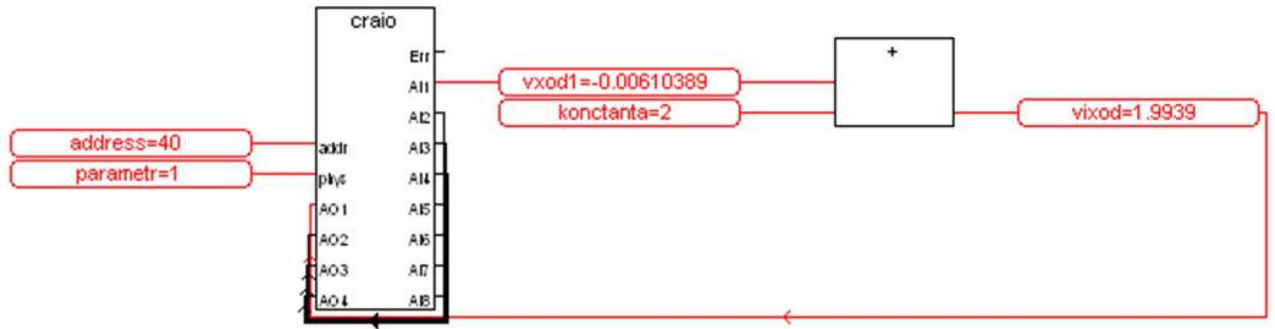 craio
+
Err
AI1
vxod1=-0.00610389
AI2
konctanta=2
vixod=1.9939
address=40
addr
AI3
parametr=1
phys
AI4
AO1
AI5
AO2
AI6
AO3
AI7
AO4
AI8